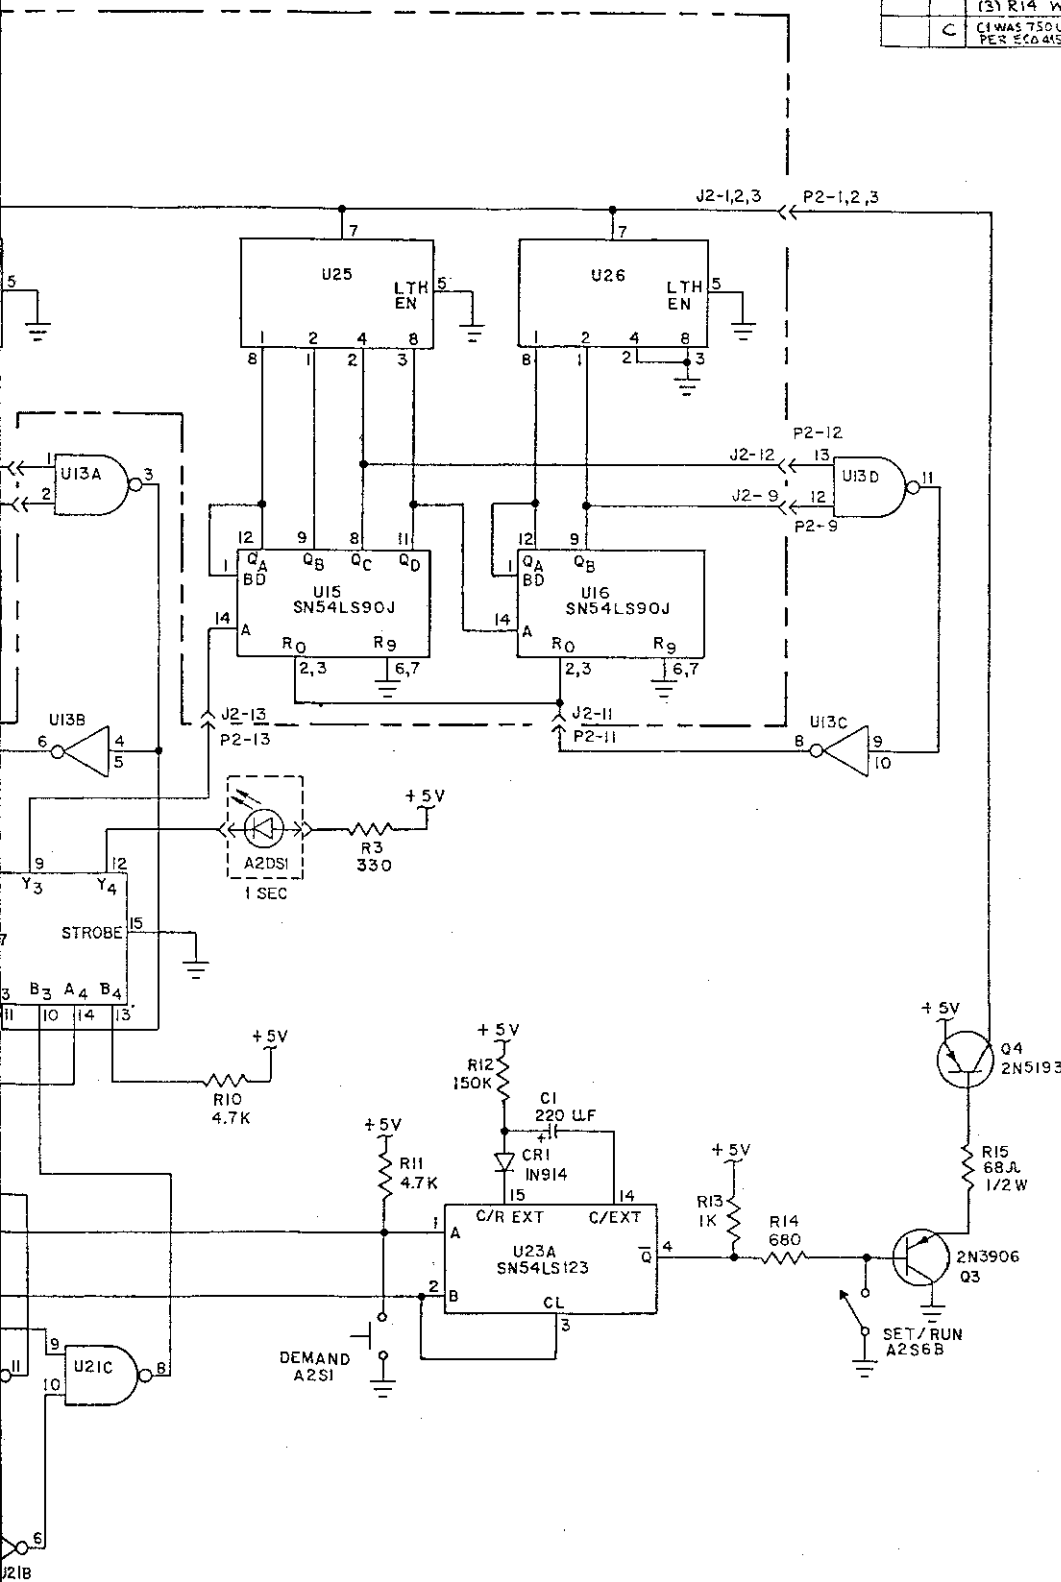 (3) R14 W
C C1 WAS 750 U
PER ECO 415
J2-1,2,3 P2-1,2,3
7 7
5 U25 LTH EN 5 U26 LTH EN 5
1 2 4 8 1 2 4 8
8 1 2 3 8 1 2 3
P2-12
1 U13A 3 J2-12 13 U13D 11
2 J2-9 12
P2-9
12 9 8 11 12 9
QA QB QC QD QA QB
1 BD 1 BD
U15 U16
SN54LS90J SN54LS90J
14 A 14 A
R0 R9 R0 R9
2,3 6,7 2,3 6,7
U13B J2-13 J2-11 U13C
6 4 P2-13 P2-11 8 9
5 10
+5V
9 12 A2DS1 R3
Y3 Y4 330
1 SEC
7 STROBE 15
3 B3 A4 B4
11 10 14 13
+5V +5V +5V
R10 R12 Q4
4.7K 150K 2N5193
C1
220 UF
+
+5V CR1 +5V R15
R11 1N914 68Ω
4.7K 15 14 R13 1/2W
1K
C/R EXT C/EXT R14
1 A U23A 680
SN54LS123 Q̅ 4 2N3906
2 B Q3
CL
3
DEMAND SET/RUN
A2S1 A2S6B
9
11 U21C 8
10
6
U21B